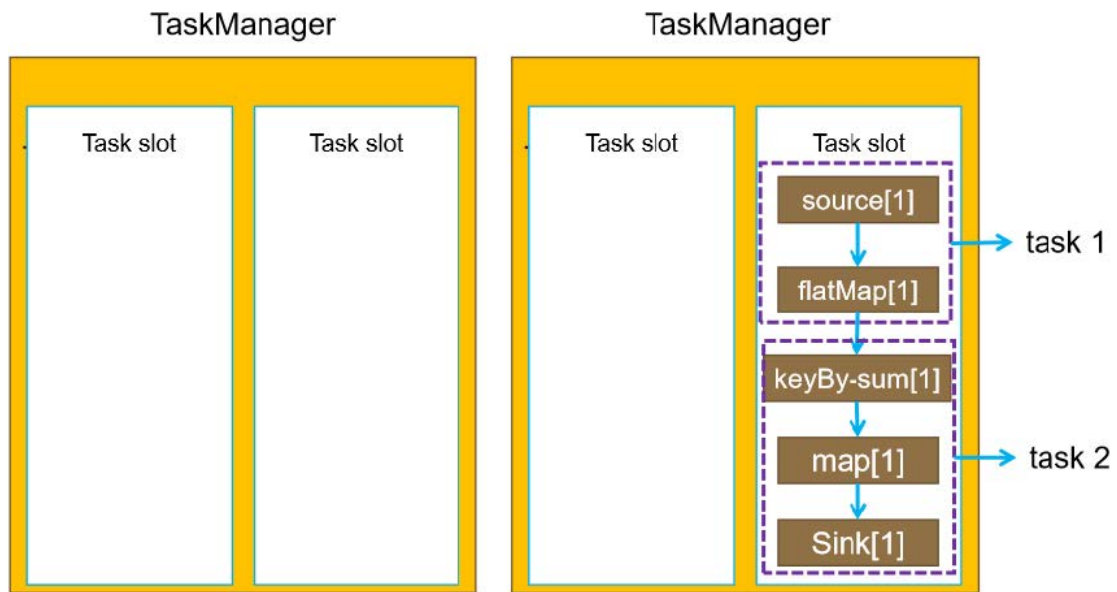 TaskManager
TaskManager
Task slot
Task slot
Task slot
Task slot
source[1]
task 1
flatMap[1]
keyBy-sum[1]
map[1]
task 2
Sink[1]